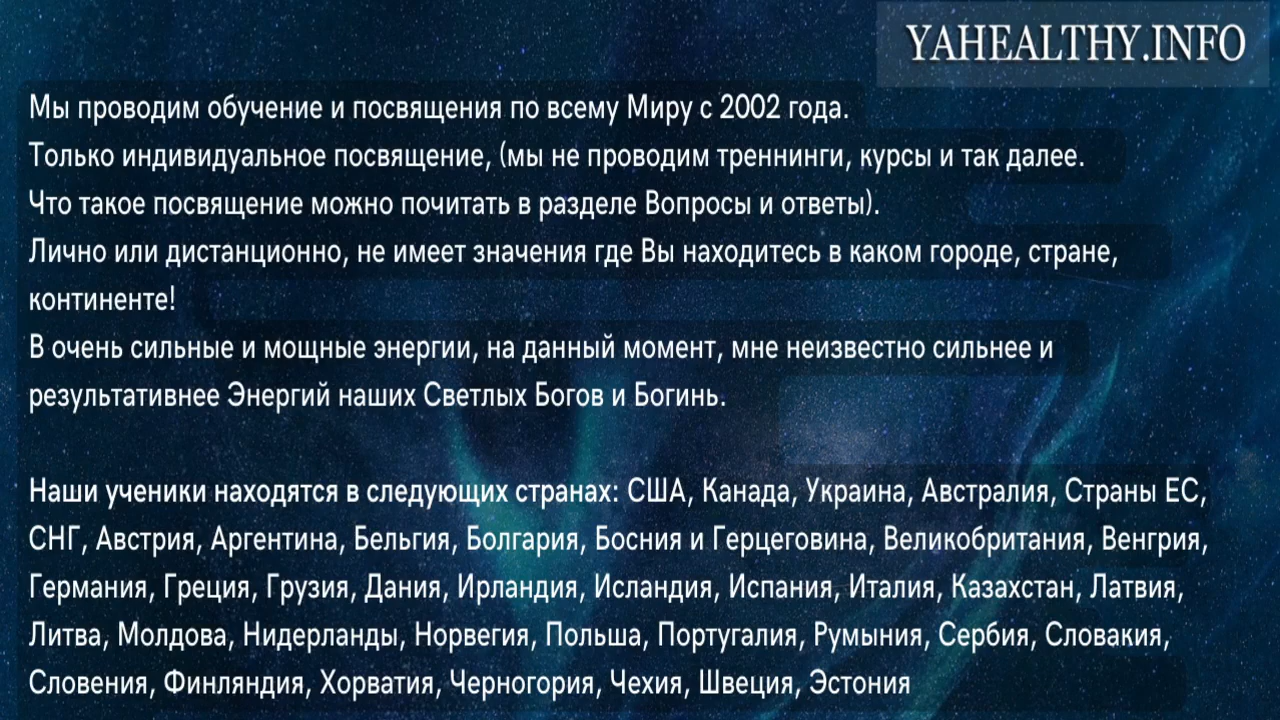 YAHEALTHY.INFO
Мы проводим обучение и посвящения по всему Миру с 2002 года.
Только индивидуальное посвящение, (мы не проводим треннинги, курсы и так далее.
Что такое посвящение можно почитать в разделе Вопросы и ответы).
Лично или дистанционно, не имеет значения где Вы находитесь в каком городе, стране,
континенте!
В очень сильные и мощные энергии, на данный момент, мне неизвестно сильнее и
результативнее Энергий наших Светлых Богов и Богинь.
Наши ученики находятся в следующих странах: США, Канада, Украина, Австралия, Страны ЕС,
СНГ, Австрия, Аргентина, Бельгия, Болгария, Босния и Герцеговина, Великобритания, Венгрия,
Германия, Греция, Грузия, Дания, Ирландия, Исландия, Испания, Италия, Казахстан, Латвия,
Литва, Молдова, Нидерланды, Норвегия, Польша, Португалия, Румыния, Сербия, Словакия,
Словения, Финляндия, Хорватия, Черногория, Чехия, Швеция, Эстония